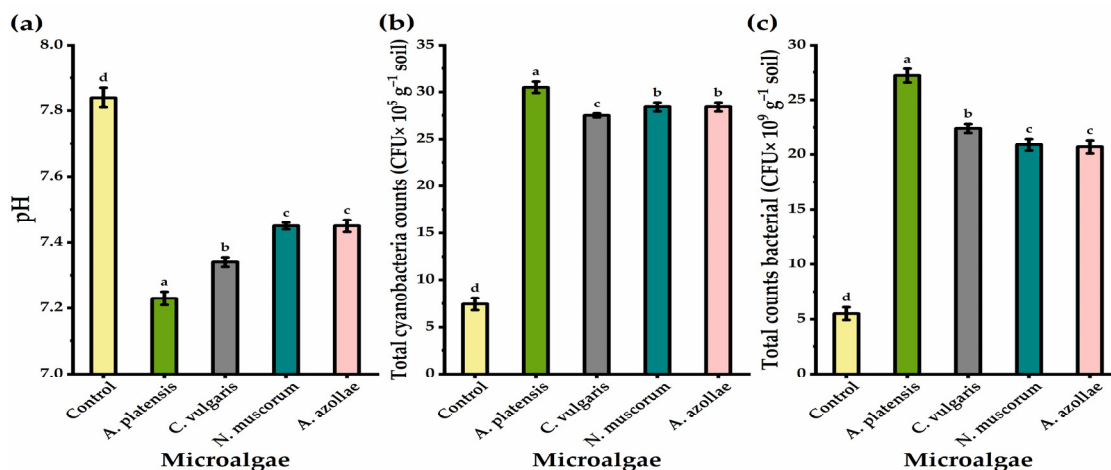 (a)
pH
8.0
7.8
7.6
7.4
7.2
7.0
d
a
b
c
c
Control
A. platensis
C. vulgaris
N. muscorum
A. azollae
Microalgae
(b)
Total cyanobacteria counts (CFU× 10⁵ g⁻¹ soil)
35
30
25
20
15
10
5
0
d
a
c
b
b
Control
A. platensis
C. vulgaris
N. muscorum
A. azollae
Microalgae
(c)
Total counts bacterial (CFU× 10⁹ g⁻¹ soil)
30
25
20
15
10
5
0
d
a
b
c
c
Control
A. platensis
C. vulgaris
N. muscorum
A. azollae
Microalgae